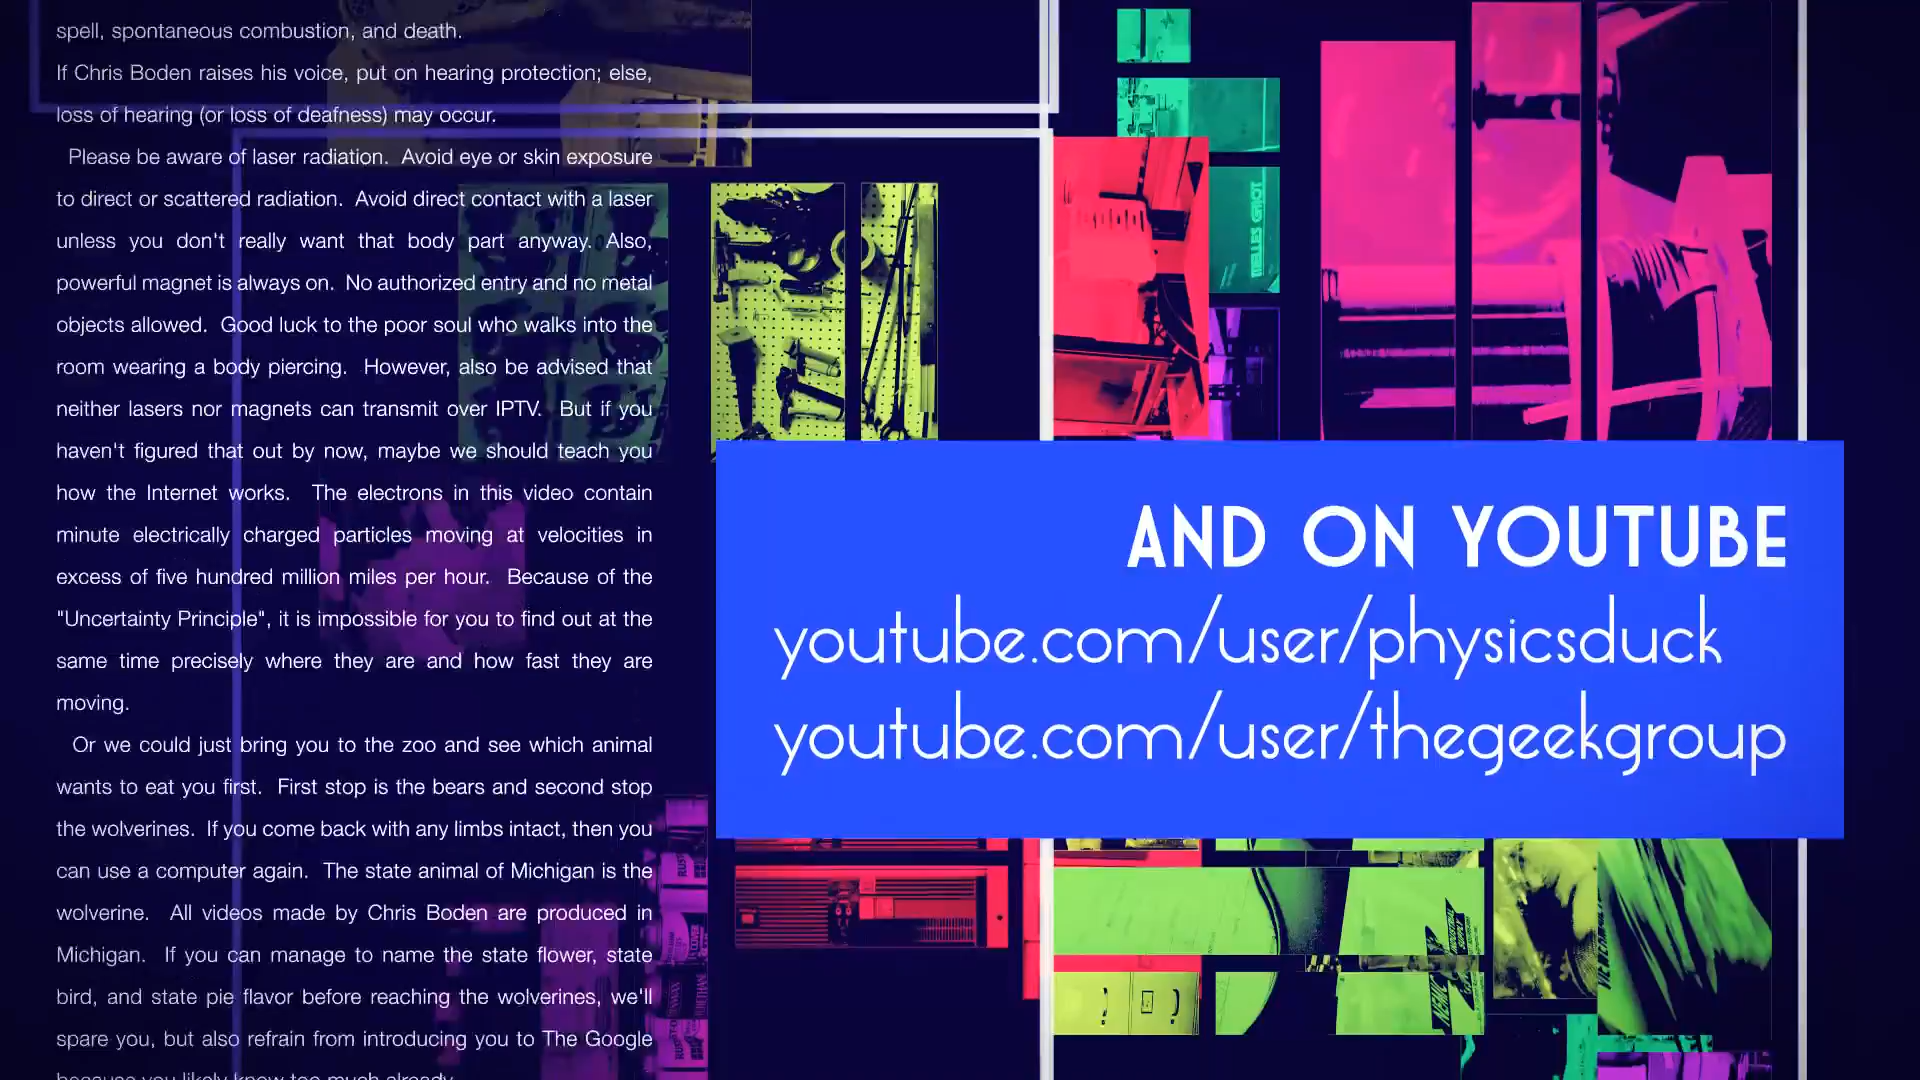 spell, spontaneous combustion, and death.
If Chris Boden raises his voice, put on hearing protection; else,
loss of hearing (or loss of deafness) may occur.
Please be aware of laser radiation. Avoid eye or skin exposure
to direct or scattered radiation. Avoid direct contact with a laser
unless you don't really want that body part anyway. Also,
powerful magnet is always on. No authorized entry and no metal
objects allowed. Good luck to the poor soul who walks into the
room wearing a body piercing. However, also be advised that
neither lasers nor magnets can transmit over IPTV. But if you
haven't figured that out by now, maybe we should teach you
how the Internet works. The electrons in this video contain
minute electrically charged particles moving at velocities in
excess of five hundred million miles per hour. Because of the
"Uncertainty Principle", it is impossible for you to find out at the
same time precisely where they are and how fast they are
moving.
Or we could just bring you to the zoo and see which animal
wants to eat you first. First stop is the bears and second stop
the wolverines. If you come back with any limbs intact, then you
can use a computer again. The state animal of Michigan is the
wolverine. All videos made by Chris Boden are produced in
Michigan. If you can manage to name the state flower, state
bird, and state pie flavor before reaching the wolverines, we'll
spare you, but also refrain from introducing you to The Google
because you likely know too much already.
MELLES GRIOT
AND ON YOUTUBE
youtube.com/user/physicsduck
youtube.com/user/thegeekgroup